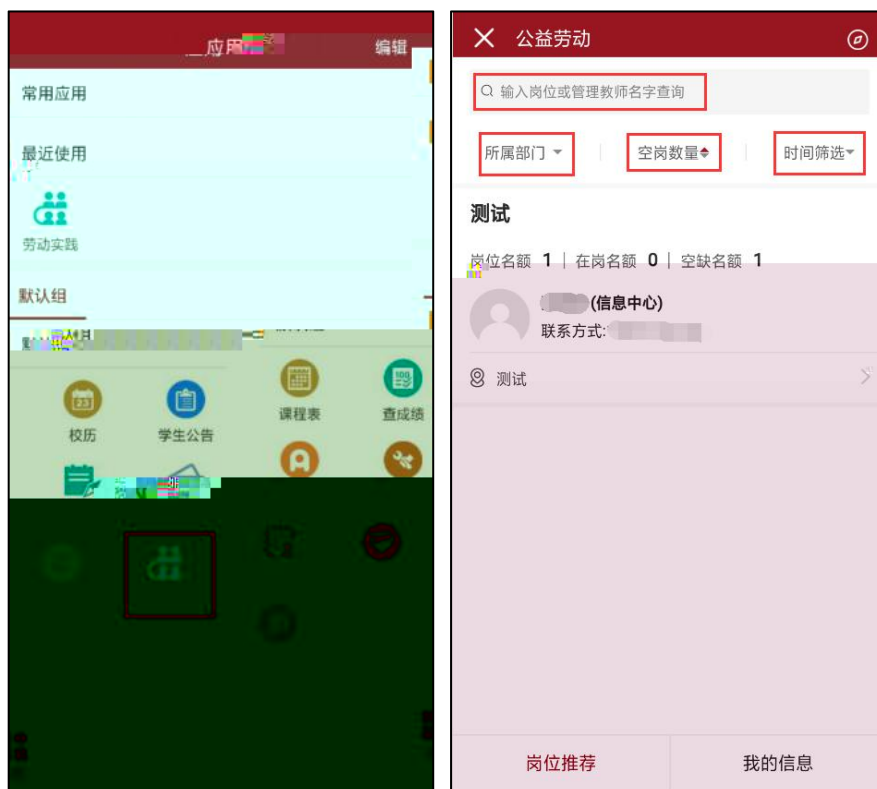 应用
编辑
常用应用
最近使用
劳动实践
默认组
课程表
查成绩
校历
学生公告
公益劳动
输入岗位或管理教师名字查询
所属部门
空岗数量
时间筛选
测试
岗位名额 1 | 在岗名额 0 | 空缺名额 1
(信息中心)
联系方式:
测试
岗位推荐
我的信息